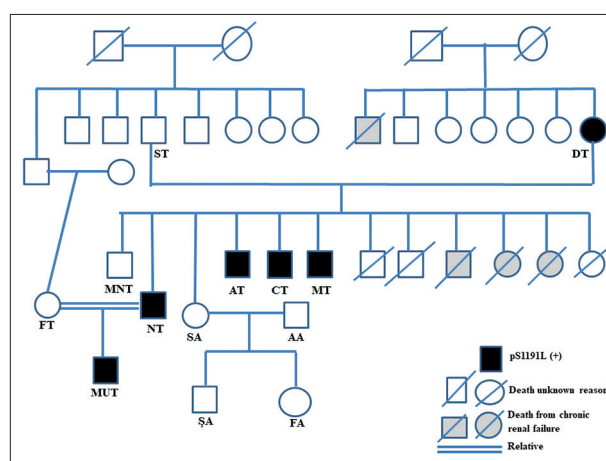 ST
DT
MNT
AT
CT
MT
FT
NT
SA
AA
MUT
ŞA
FA
pS1191L (+)
Death unknown reason
Death from chronic
renal failure
Relative